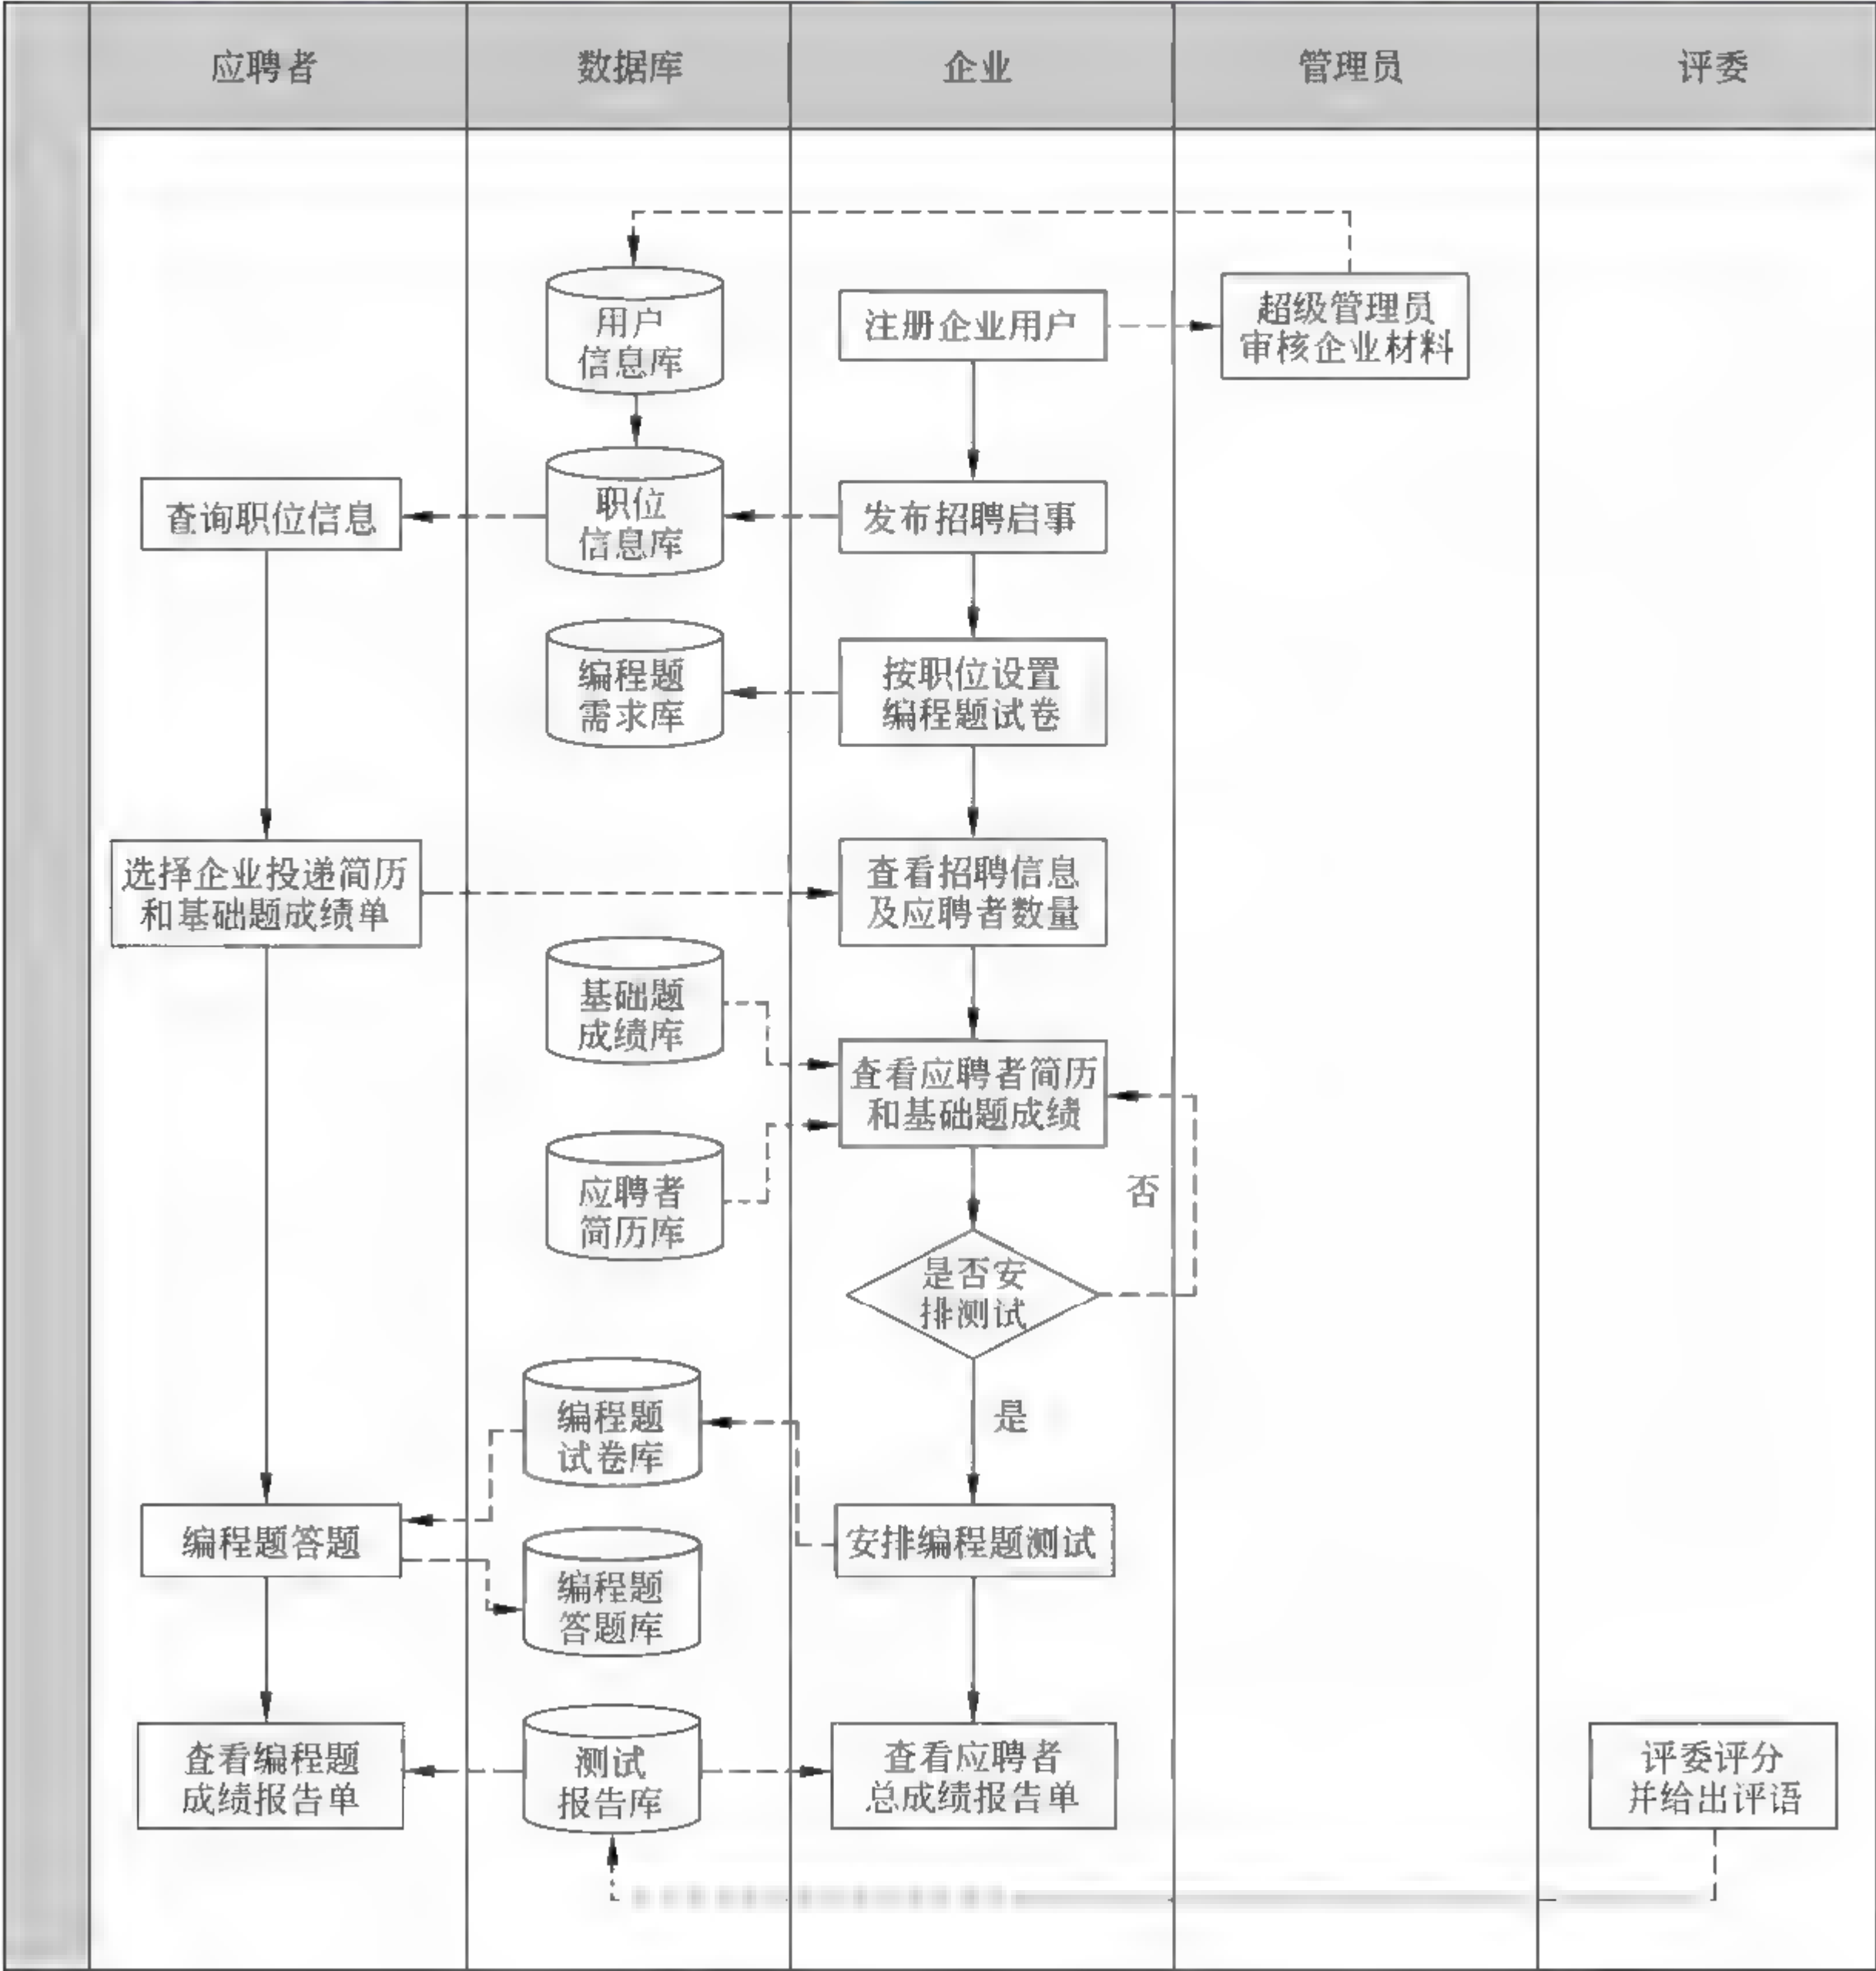 应聘者
数据库
企业
管理员
评委
用户
信息库
注册企业用户
超级管理员
审核企业材料
查询职位信息
职位
信息库
发布招聘启事
编程题
需求库
按职位设置
编程题试卷
选择企业投递简历
和基础题成绩单
查看招聘信息
及应聘者数量
基础题
成绩库
查看应聘者简历
和基础题成绩
应聘者
简历库
否
是否安
排测试
编程题
试卷库
是
编程题答题
安排编程题测试
编程题
答题库
查看编程题
成绩报告单
测试
报告库
查看应聘者
总成绩报告单
评委评分
并给出评语